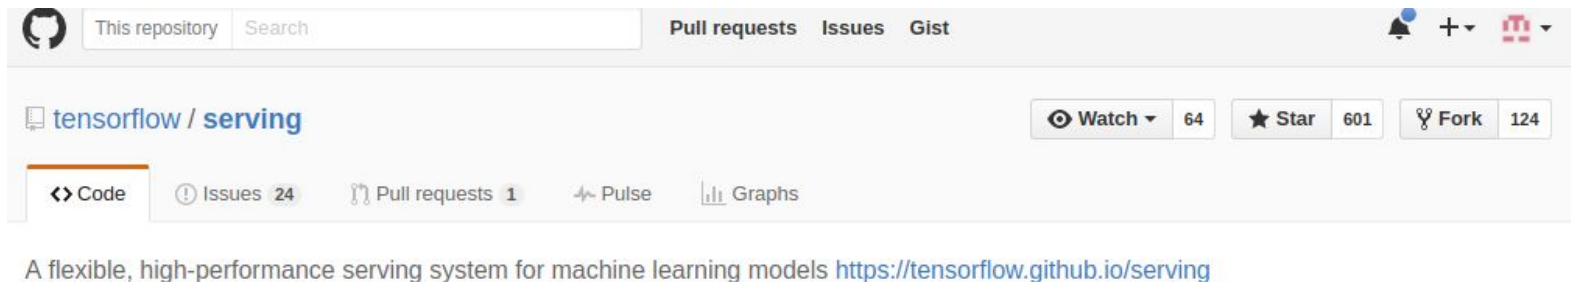 This repository Search Pull requests Issues Gist
tensorflow / serving Watch 64 Star 601 Fork 124
Code Issues 24 Pull requests 1 Pulse Graphs
A flexible, high-performance serving system for machine learning models https://tensorflow.github.io/serving